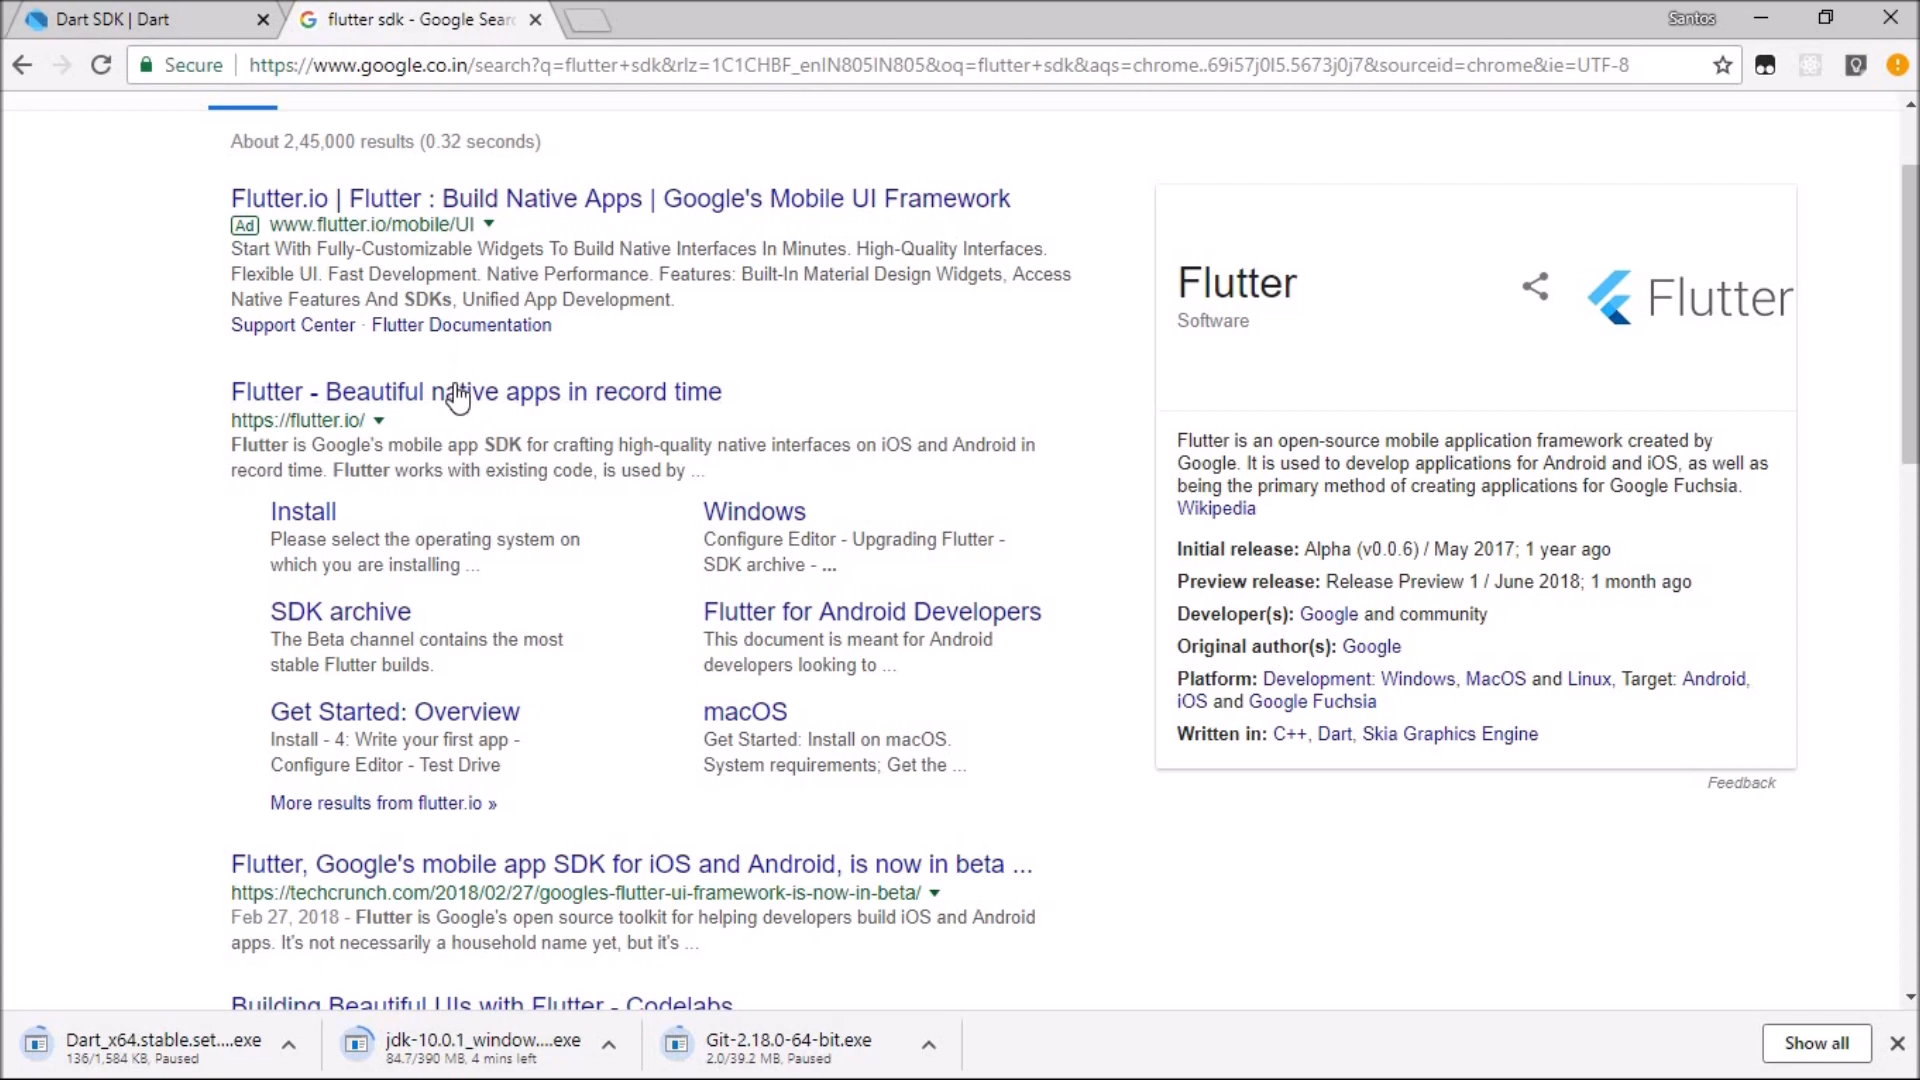 Dart SDK | Dart
flutter sdk - Google Sear
Santos
Secure
https://www.google.co.in/search?q=flutter+sdk&rlz=1C1CHBF_enIN805IN805&oq=flutter+sdk&aqs=chrome..69i57j0l5.5673j0j7&sourceid=chrome&ie=UTF-8
About 2,45,000 results (0.32 seconds)
Flutter.io | Flutter : Build Native Apps | Google's Mobile UI Framework
Ad www.flutter.io/mobile/UI
Start With Fully-Customizable Widgets To Build Native Interfaces In Minutes. High-Quality Interfaces.
Flexible UI. Fast Development. Native Performance. Features: Built-In Material Design Widgets, Access
Native Features And SDKs, Unified App Development.
Support Center · Flutter Documentation
Flutter - Beautiful native apps in record time
https://flutter.io/
Flutter is Google's mobile app SDK for crafting high-quality native interfaces on iOS and Android in
record time. Flutter works with existing code, is used by ...
Install
Please select the operating system on
which you are installing ...
Windows
Configure Editor - Upgrading Flutter -
SDK archive - ...
SDK archive
The Beta channel contains the most
stable Flutter builds.
Flutter for Android Developers
This document is meant for Android
developers looking to ...
Get Started: Overview
Install - 4: Write your first app -
Configure Editor - Test Drive
macOS
Get Started: Install on macOS.
System requirements; Get the ...
More results from flutter.io »
Flutter, Google's mobile app SDK for iOS and Android, is now in beta ...
https://techcrunch.com/2018/02/27/googles-flutter-ui-framework-is-now-in-beta/
Feb 27, 2018 - Flutter is Google's open source toolkit for helping developers build iOS and Android
apps. It's not necessarily a household name yet, but it's ...
Building Beautiful UIs with Flutter - Codelabs
Flutter
Software
Flutter
Flutter is an open-source mobile application framework created by
Google. It is used to develop applications for Android and iOS, as well as
being the primary method of creating applications for Google Fuchsia.
Wikipedia
Initial release: Alpha (v0.0.6) / May 2017; 1 year ago
Preview release: Release Preview 1 / June 2018; 1 month ago
Developer(s): Google and community
Original author(s): Google
Platform: Development: Windows, MacOS and Linux, Target: Android,
iOS and Google Fuchsia
Written in: C++, Dart, Skia Graphics Engine
Feedback
Dart_x64.stable.set....exe
136/1,584 KB, Paused
jdk-10.0.1_window....exe
84.7/390 MB, 4 mins left
Git-2.18.0-64-bit.exe
2.0/39.2 MB, Paused
Show all